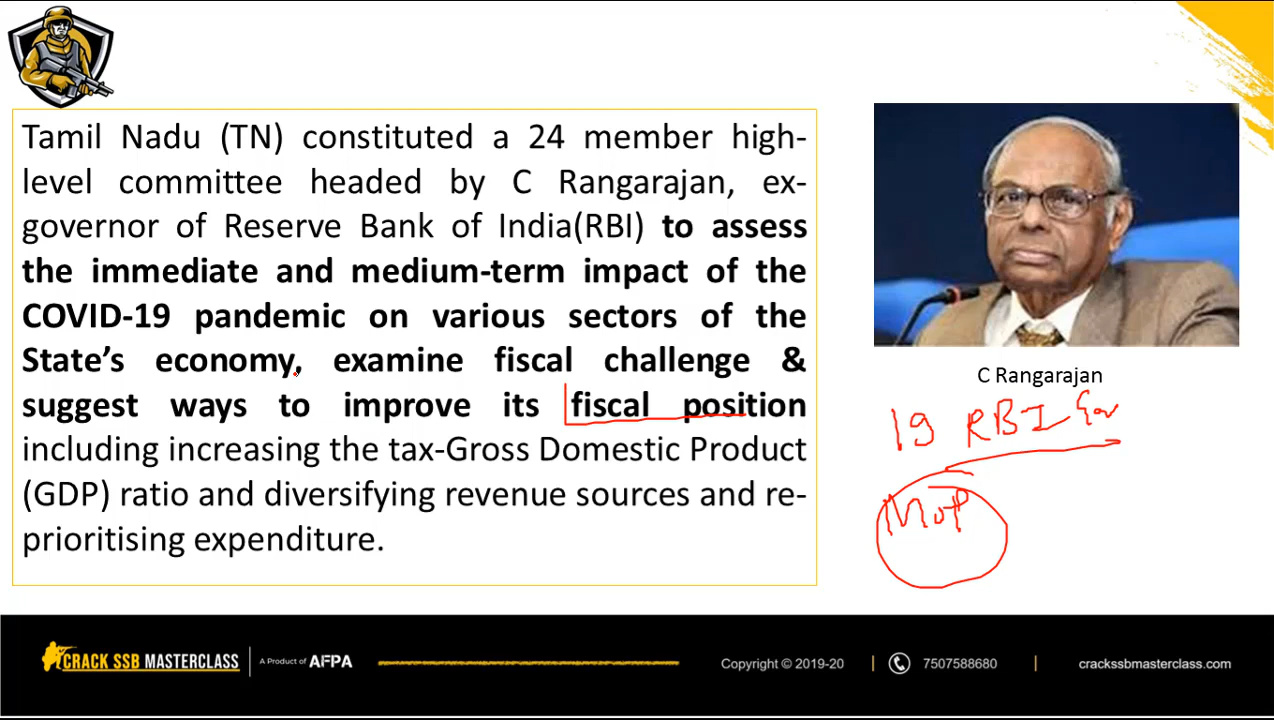 Tamil Nadu (TN) constituted a 24 member high-
level committee headed by C Rangarajan, ex-
governor of Reserve Bank of India(RBI) to assess
the immediate and medium-term impact of the
COVID-19 pandemic on various sectors of the
State’s economy, examine fiscal challenge &
suggest ways to improve its fiscal position
including increasing the tax-Gross Domestic Product
(GDP) ratio and diversifying revenue sources and re-
prioritising expenditure.
C Rangarajan
19 RBI Gov
CRACK SSB MASTERCLASS
A Product of AFPA
Copyright © 2019-20
7507588680
crackssbmasterclass.com